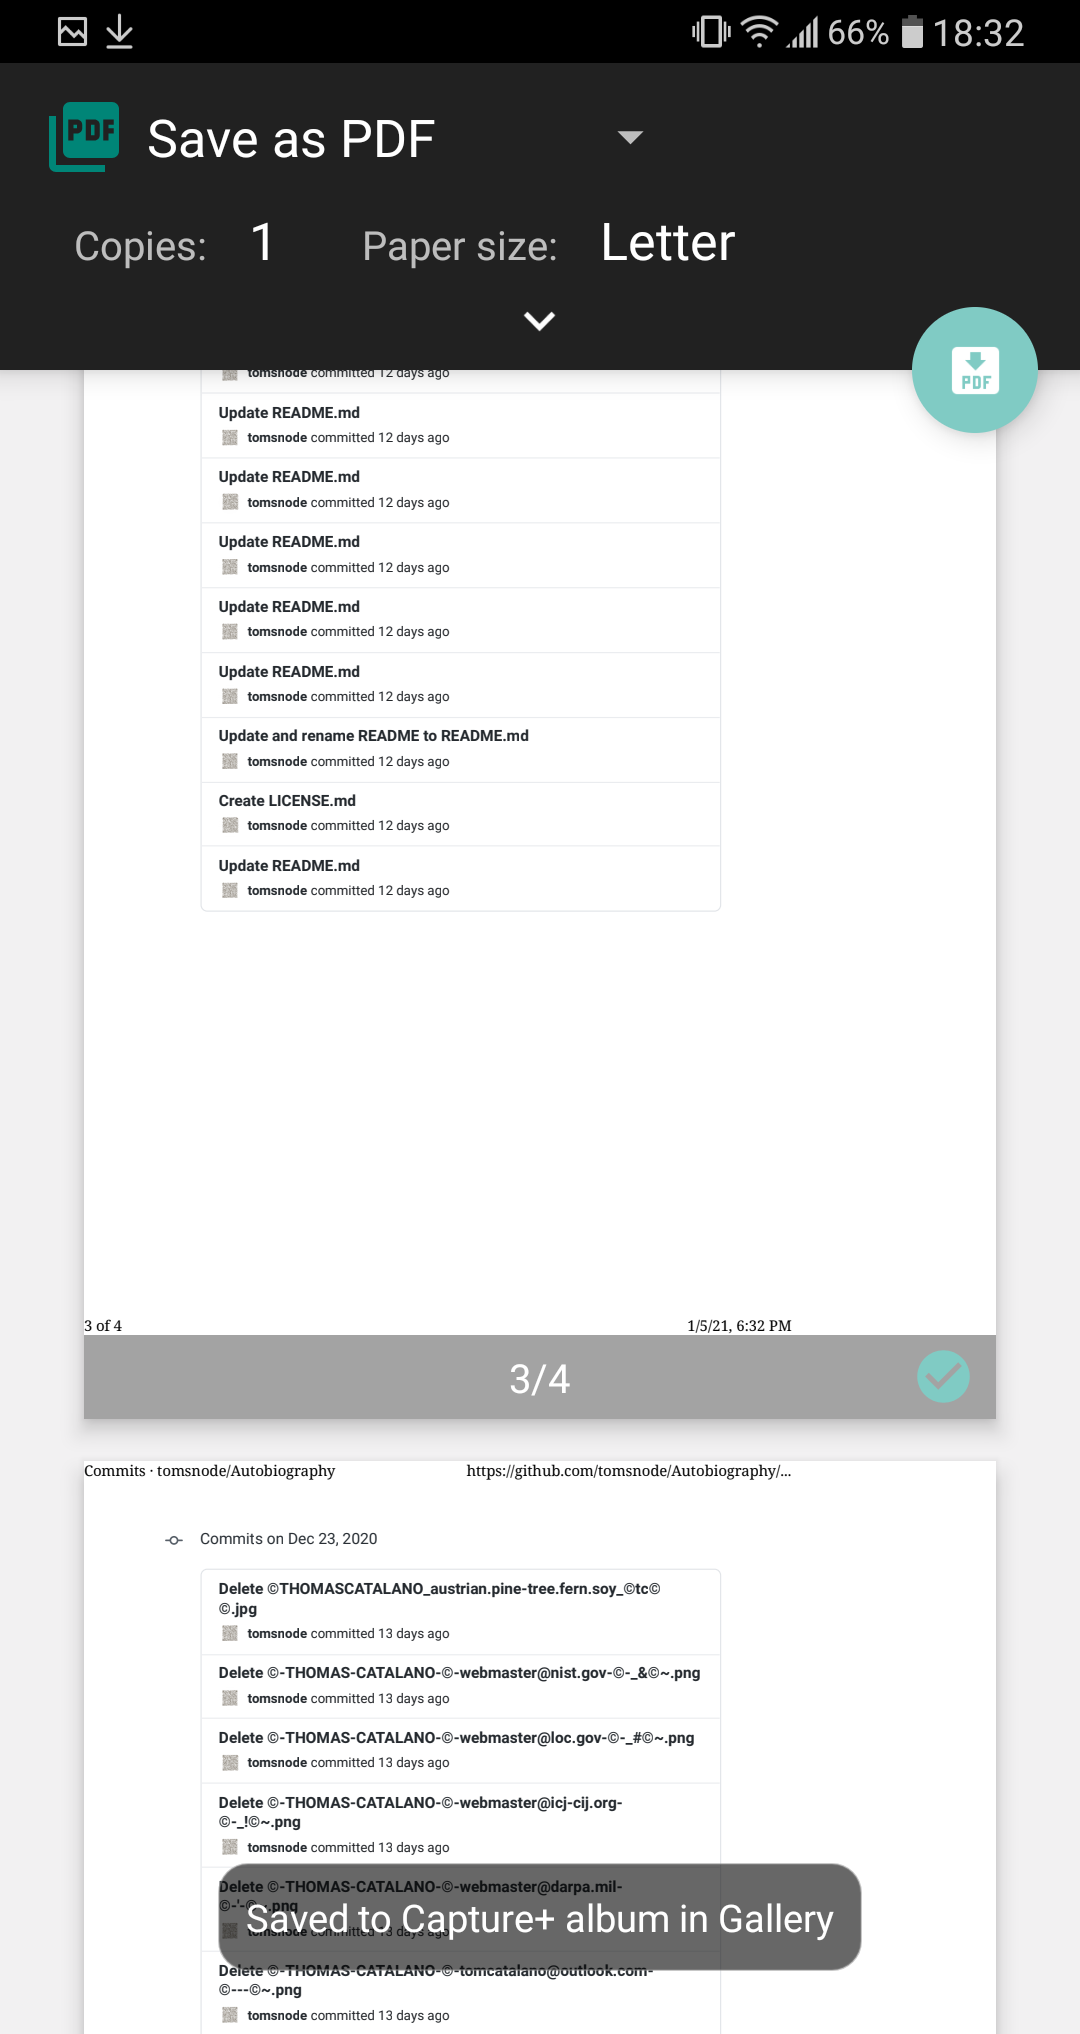 66% 18:32
PDF Save as PDF
Copies: 1 Paper size: Letter
PDF
tomsnode committed 12 days ago
Update README.md
tomsnode committed 12 days ago
Update README.md
tomsnode committed 12 days ago
Update README.md
tomsnode committed 12 days ago
Update README.md
tomsnode committed 12 days ago
Update README.md
tomsnode committed 12 days ago
Update and rename README to README.md
tomsnode committed 12 days ago
Create LICENSE.md
tomsnode committed 12 days ago
Update README.md
tomsnode committed 12 days ago
3 of 4 1/5/21, 6:32 PM
3/4
Commits · tomsnode/Autobiography https://github.com/tomsnode/Autobiography/...
Commits on Dec 23, 2020
Delete ©THOMASCATALANO_austrian.pine-tree.fern.soy_©tc©
©.jpg
tomsnode committed 13 days ago
Delete ©-THOMAS-CATALANO-©-webmaster@nist.gov-©-_&©~.png
tomsnode committed 13 days ago
Delete ©-THOMAS-CATALANO-©-webmaster@loc.gov-©-_#©~.png
tomsnode committed 13 days ago
Delete ©-THOMAS-CATALANO-©-webmaster@icj-cij.org-
©-_!©~.png
tomsnode committed 13 days ago
Delete ©-THOMAS-CATALANO-©-webmaster@darpa.mil-
©-'-©~.png
tomsnode committed 13 days ago
Saved to Capture+ album in Gallery
Delete ©-THOMAS-CATALANO-©-tomcatalano@outlook.com-
©---©~.png
tomsnode committed 13 days ago